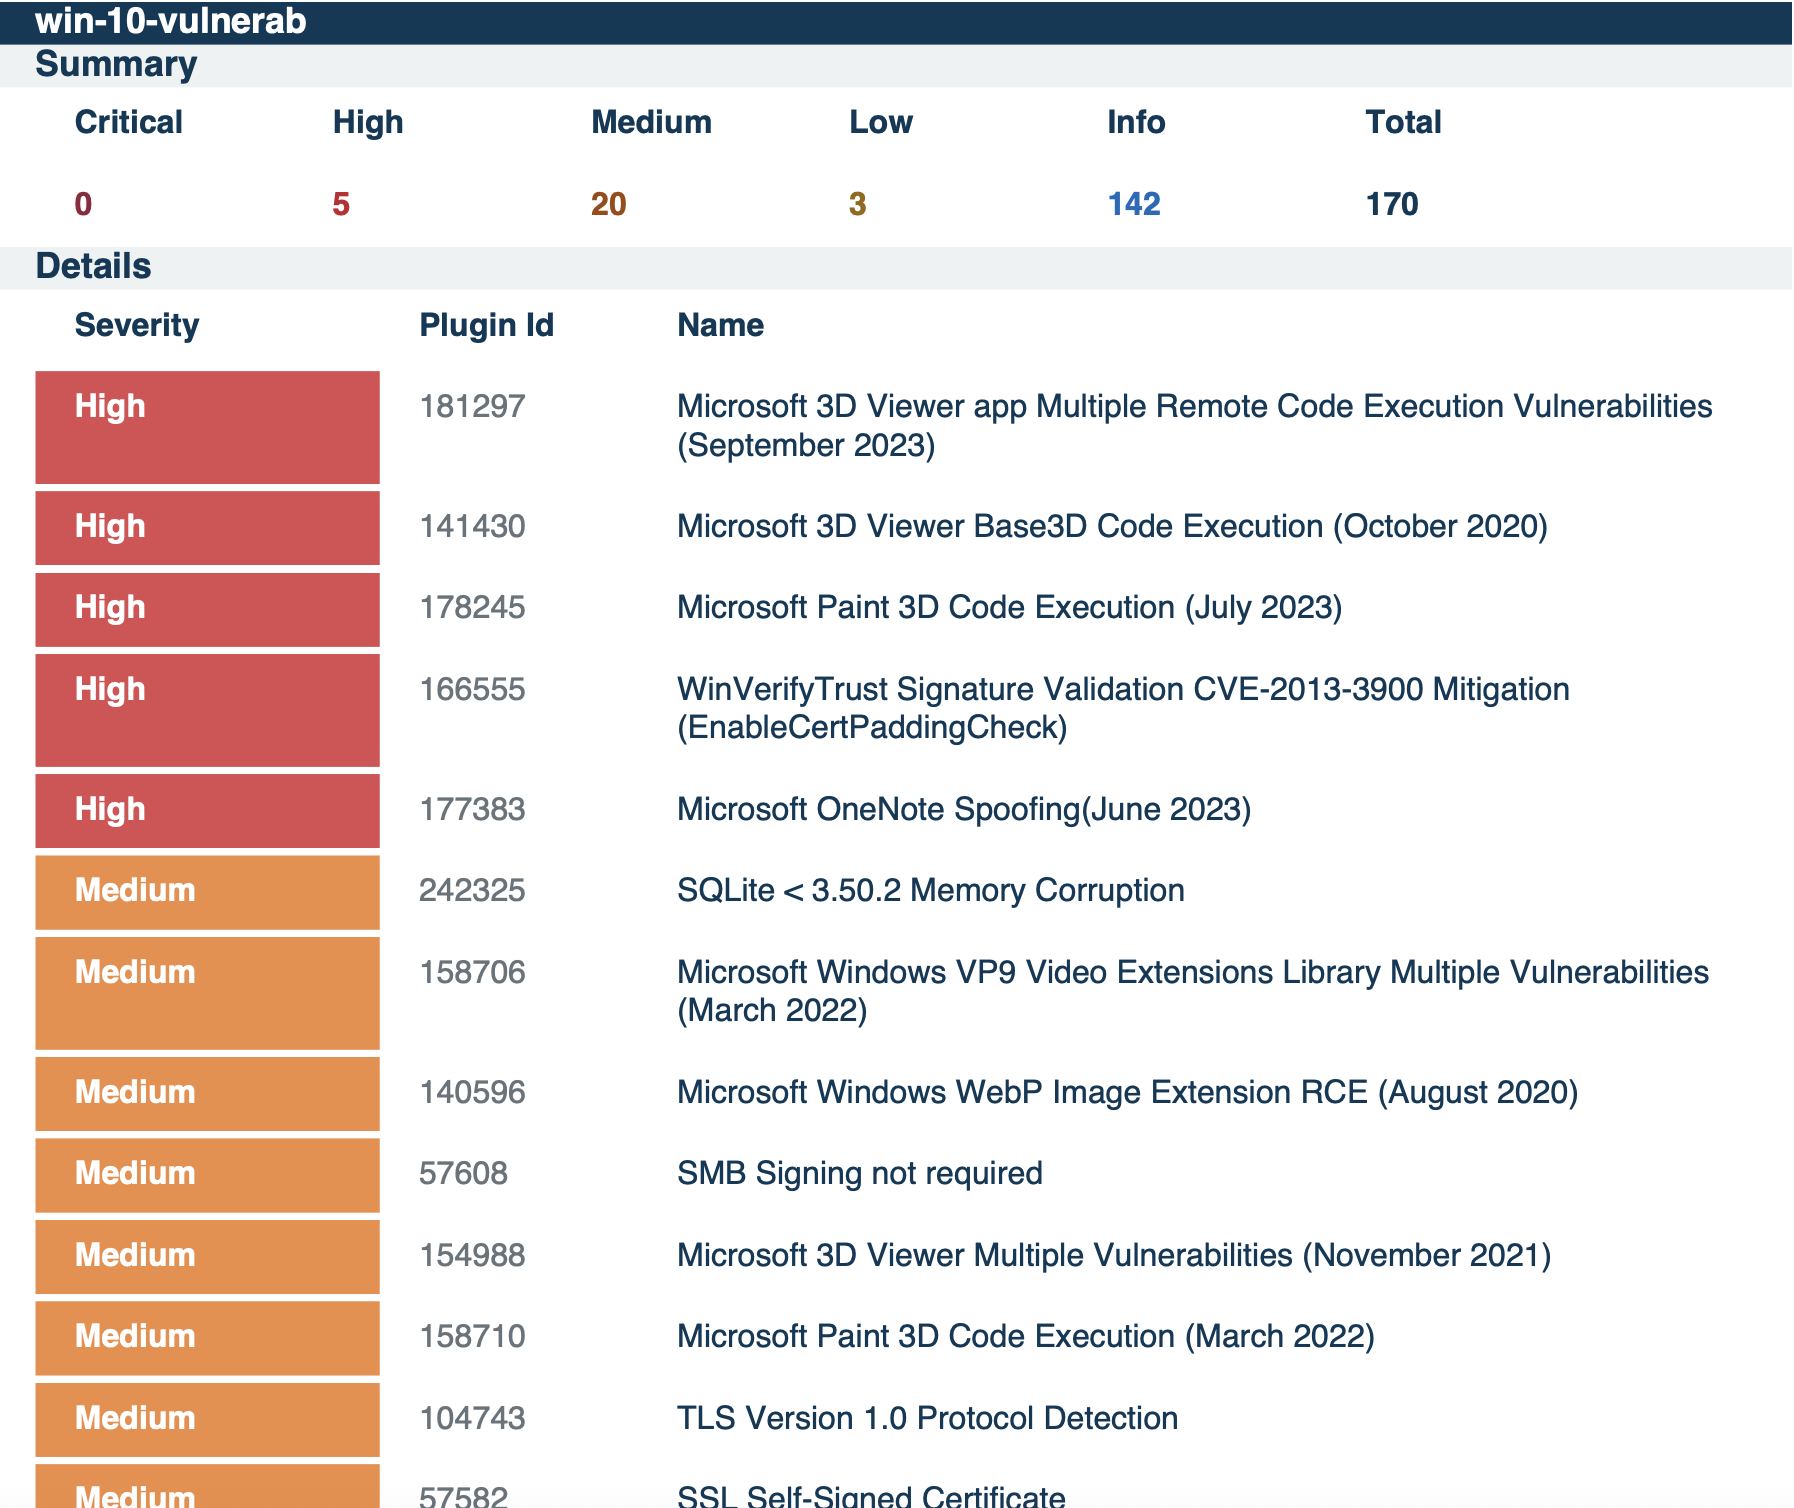 win-10-vulnerab
Summary
Critical High Medium Low Info Total
0 5 20 3 142 170
Details
Severity Plugin Id Name
High 181297 Microsoft 3D Viewer app Multiple Remote Code Execution Vulnerabilities
(September 2023)
High 141430 Microsoft 3D Viewer Base3D Code Execution (October 2020)
High 178245 Microsoft Paint 3D Code Execution (July 2023)
High 166555 WinVerifyTrust Signature Validation CVE-2013-3900 Mitigation
(EnableCertPaddingCheck)
High 177383 Microsoft OneNote Spoofing(June 2023)
Medium 242325 SQLite < 3.50.2 Memory Corruption
Medium 158706 Microsoft Windows VP9 Video Extensions Library Multiple Vulnerabilities
(March 2022)
Medium 140596 Microsoft Windows WebP Image Extension RCE (August 2020)
Medium 57608 SMB Signing not required
Medium 154988 Microsoft 3D Viewer Multiple Vulnerabilities (November 2021)
Medium 158710 Microsoft Paint 3D Code Execution (March 2022)
Medium 104743 TLS Version 1.0 Protocol Detection
Medium 57582 SSL Self-Signed Certificate